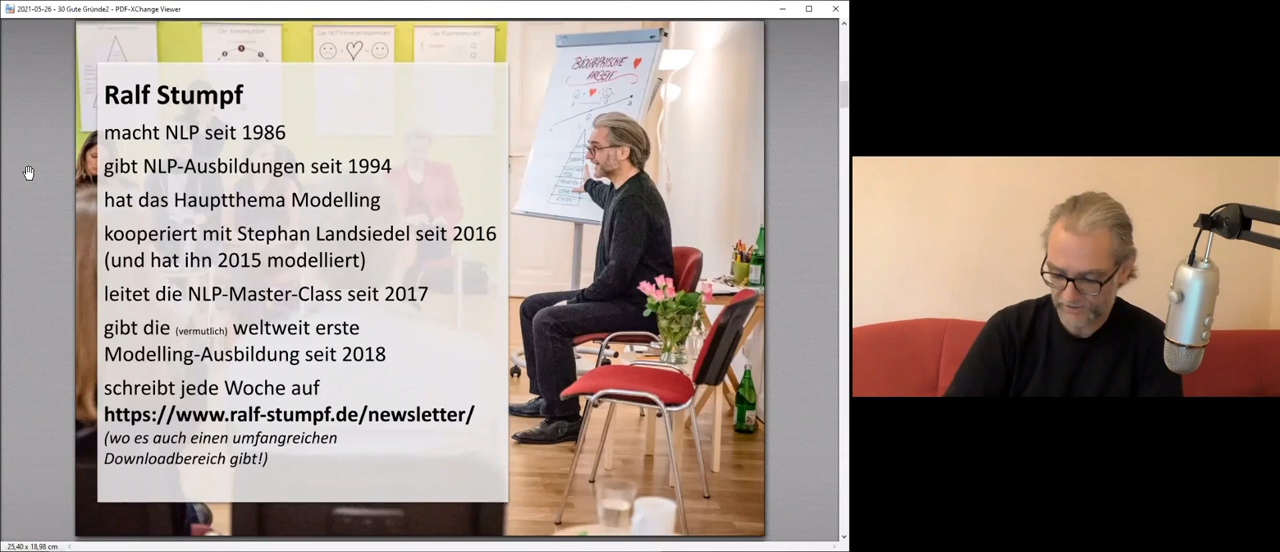 2021-05-26 - 30 Gute Gründe2 - PDF-XChange Viewer
Ralf Stumpf
macht NLP seit 1986
gibt NLP-Ausbildungen seit 1994
hat das Hauptthema Modelling
kooperiert mit Stephan Landsiedel seit 2016
(und hat ihn 2015 modelliert)
leitet die NLP-Master-Class seit 2017
gibt die (vermutlich) weltweit erste
Modelling-Ausbildung seit 2018
schreibt jede Woche auf
https://www.ralf-stumpf.de/newsletter/
(wo es auch einen umfangreichen
Downloadbereich gibt!)
BIOGRAPHISCHE
ARBEIT
25,40 x 18,98 cm